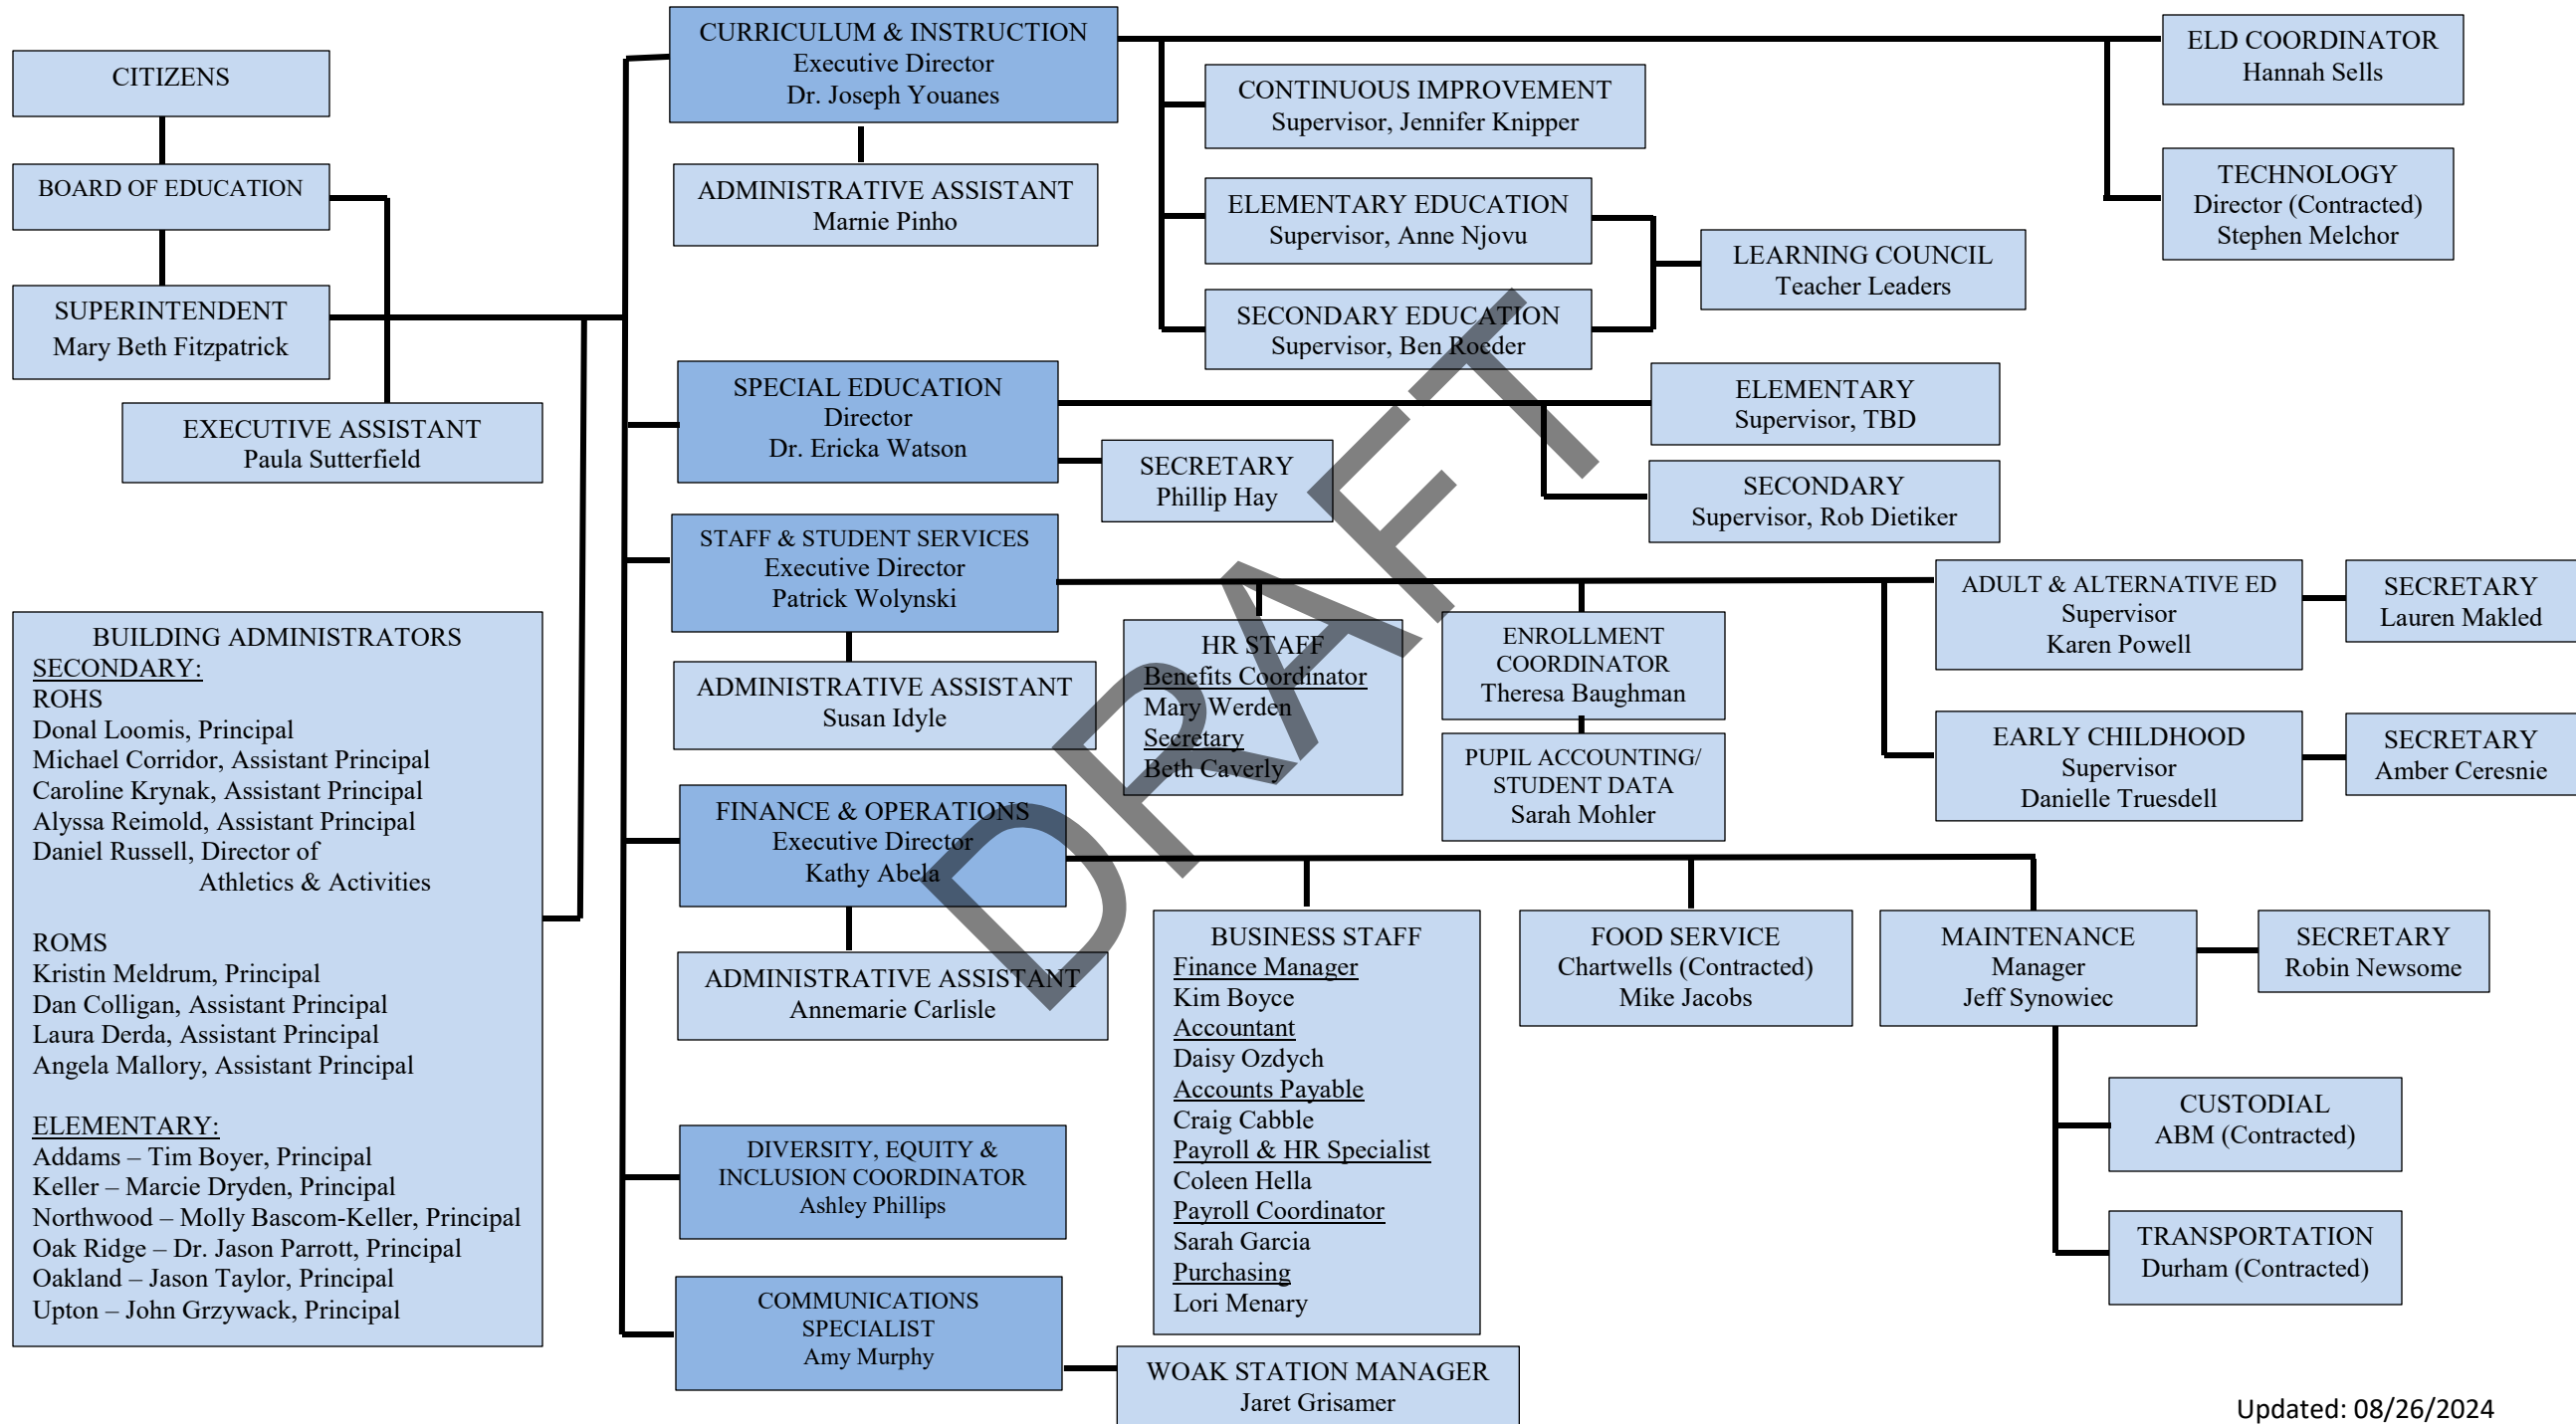 CITIZENS
BOARD OF EDUCATION
SUPERINTENDENT
Mary Beth Fitzpatrick
EXECUTIVE ASSISTANT
Paula Sutterfield
BUILDING ADMINISTRATORS
SECONDARY:
ROHS
Donal Loomis, Principal
Michael Corridor, Assistant Principal
Caroline Krynak, Assistant Principal
Alyssa Reimold, Assistant Principal
Daniel Russell, Director of
Athletics & Activities
ROMS
Kristin Meldrum, Principal
Dan Colligan, Assistant Principal
Laura Derda, Assistant Principal
Angela Mallory, Assistant Principal
ELEMENTARY:
Addams – Tim Boyer, Principal
Keller – Marcie Dryden, Principal
Northwood – Molly Bascom-Keller, Principal
Oak Ridge – Dr. Jason Parrott, Principal
Oakland – Jason Taylor, Principal
Upton – John Grzywack, Principal
CURRICULUM & INSTRUCTION
Executive Director
Dr. Joseph Youanes
ADMINISTRATIVE ASSISTANT
Marnie Pinho
CONTINUOUS IMPROVEMENT
Supervisor, Jennifer Knipper
ELEMENTARY EDUCATION
Supervisor, Anne Njovu
SECONDARY EDUCATION
Supervisor, Ben Roeder
LEARNING COUNCIL
Teacher Leaders
ELD COORDINATOR
Hannah Sells
TECHNOLOGY
Director (Contracted)
Stephen Melchor
SPECIAL EDUCATION
Director
Dr. Ericka Watson
SECRETARY
Phillip Hay
ELEMENTARY
Supervisor, TBD
SECONDARY
Supervisor, Rob Dietiker
STAFF & STUDENT SERVICES
Executive Director
Patrick Wolynski
ADMINISTRATIVE ASSISTANT
Susan Idyle
HR STAFF
Benefits Coordinator
Mary Werden
Secretary
Beth Caverly
ENROLLMENT
COORDINATOR
Theresa Baughman
PUPIL ACCOUNTING/
STUDENT DATA
Sarah Mohler
ADULT & ALTERNATIVE ED
Supervisor
Karen Powell
SECRETARY
Lauren Makled
EARLY CHILDHOOD
Supervisor
Danielle Truesdell
SECRETARY
Amber Ceresnie
FINANCE & OPERATIONS
Executive Director
Kathy Abela
ADMINISTRATIVE ASSISTANT
Annemarie Carlisle
BUSINESS STAFF
Finance Manager
Kim Boyce
Accountant
Daisy Ozdych
Accounts Payable
Craig Cabble
Payroll & HR Specialist
Coleen Hella
Payroll Coordinator
Sarah Garcia
Purchasing
Lori Menary
FOOD SERVICE
Chartwells (Contracted)
Mike Jacobs
MAINTENANCE
Manager
Jeff Synowiec
SECRETARY
Robin Newsome
CUSTODIAL
ABM (Contracted)
TRANSPORTATION
Durham (Contracted)
DIVERSITY, EQUITY &
INCLUSION COORDINATOR
Ashley Phillips
COMMUNICATIONS
SPECIALIST
Amy Murphy
WOAK STATION MANAGER
Jaret Grisamer
DRAFT
Updated: 08/26/2024